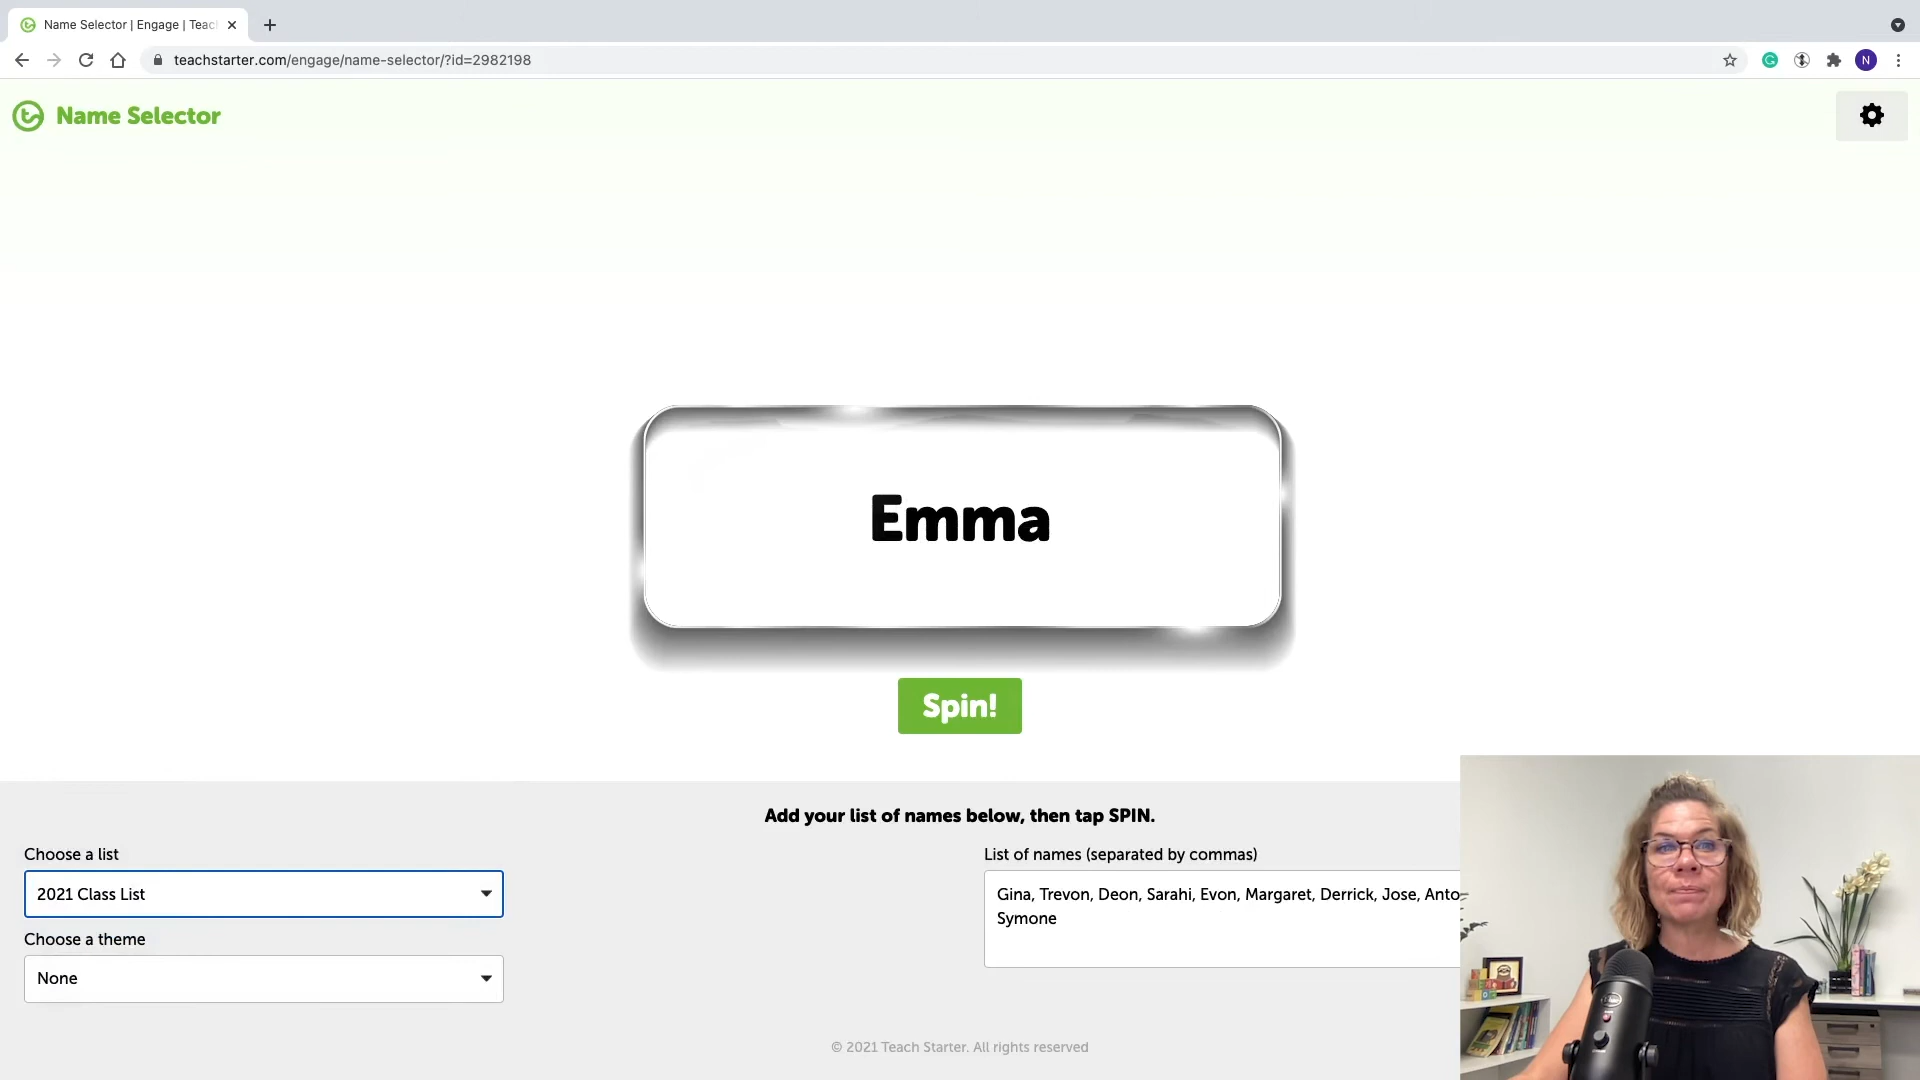 Name Selector | Engage | Teac
teachstarter.com/engage/name-selector/?id=2982198
N
Name Selector
Emma
Spin!
Add your list of names below, then tap SPIN.
Choose a list
2021 Class List
List of names (separated by commas)
Gina, Trevon, Deon, Sarahi, Evon, Margaret, Derrick, Jose, Anto
Symone
Choose a theme
None
© 2021 Teach Starter. All rights reserved